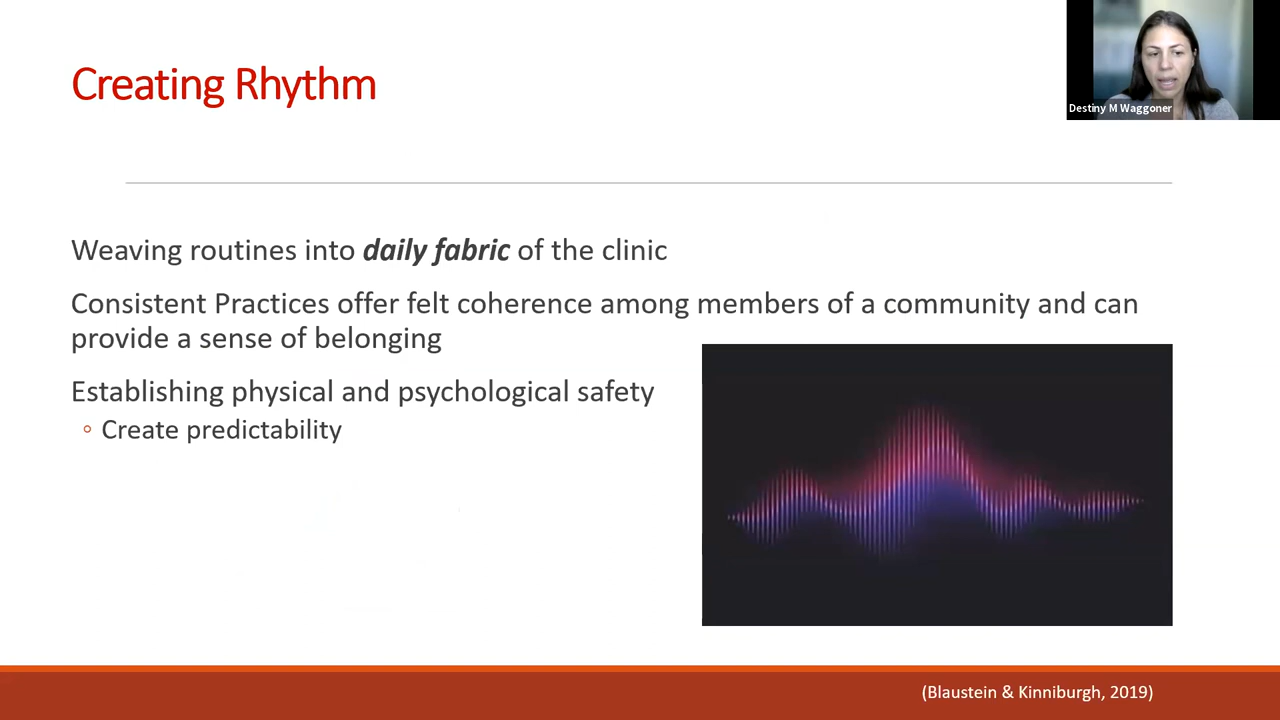 Creating Rhythm
Destiny M Waggoner
Weaving routines into daily fabric of the clinic
Consistent Practices offer felt coherence among members of a community and can
provide a sense of belonging
Establishing physical and psychological safety
◦ Create predictability
(Blaustein & Kinniburgh, 2019)